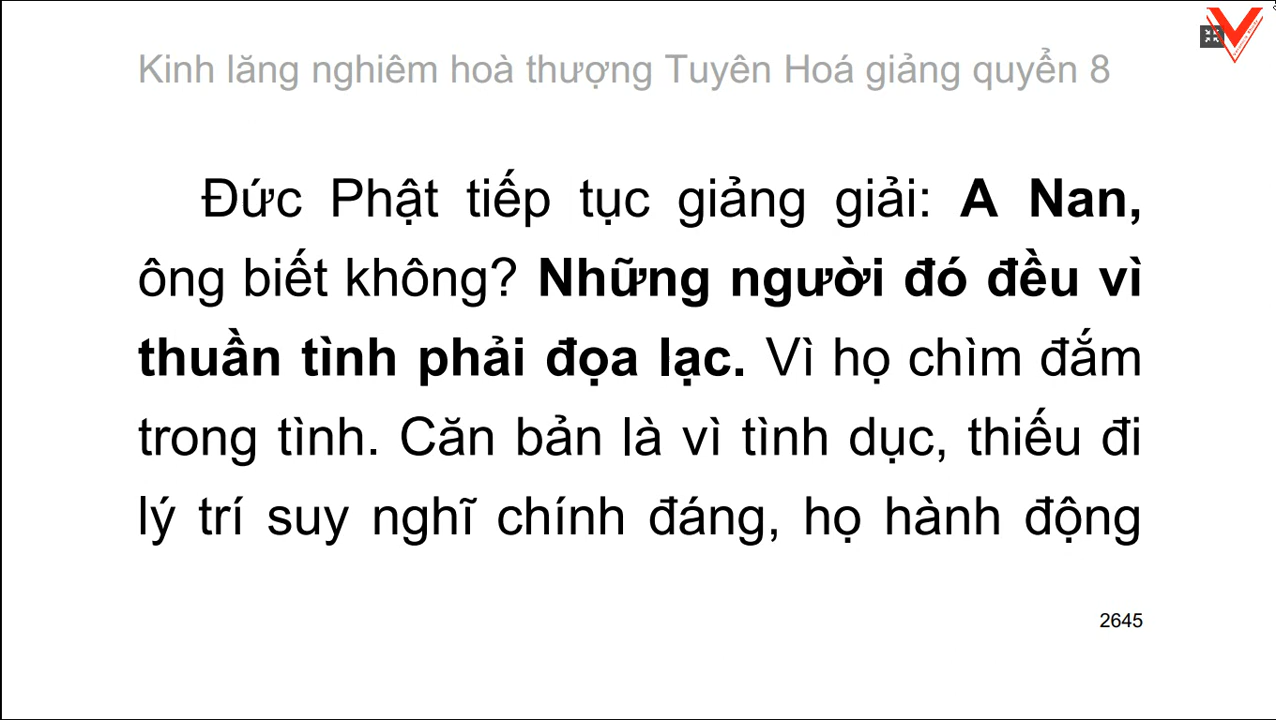 Kinh lăng nghiêm hoà thượng Tuyên Hoá giảng quyển 8
Đức Phật tiếp tục giảng giải: A Nan,
ông biết không? Những người đó đều vì
thuần tình phải đọa lạc. Vì họ chìm đắm
trong tình. Căn bản là vì tình dục, thiếu đi
lý trí suy nghĩ chính đáng, họ hành động
2645